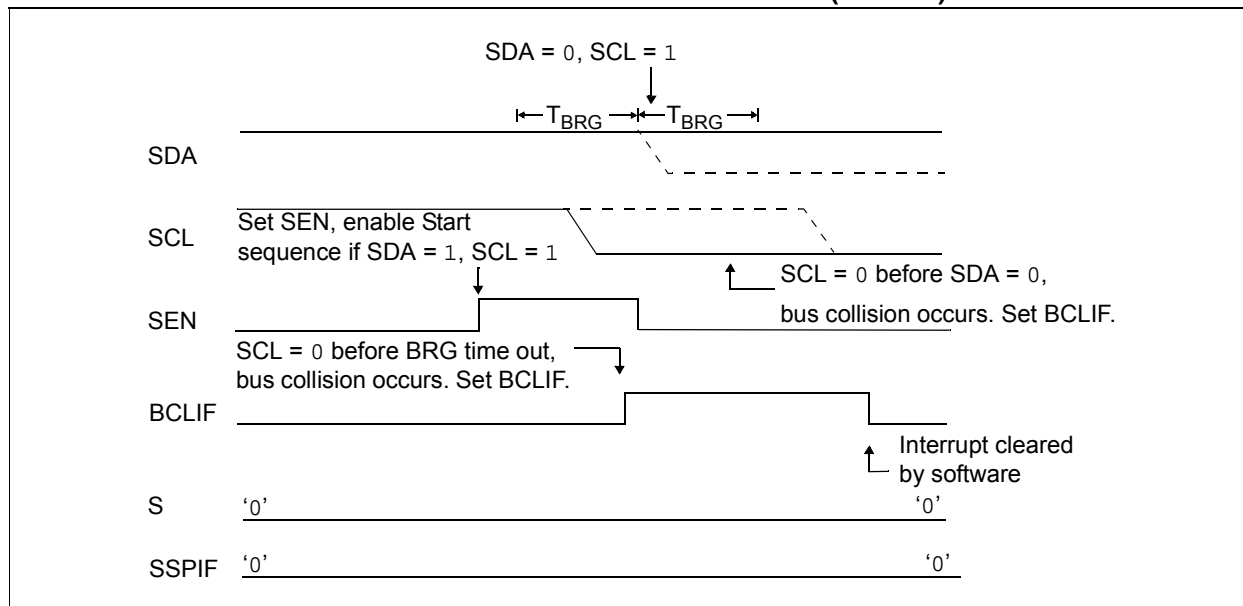 SDA = 0, SCL = 1
TBRG TBRG
SDA
SCL
Set SEN, enable Start
sequence if SDA = 1, SCL = 1
SCL = 0 before SDA = 0,
bus collision occurs. Set BCLIF.
SEN
SCL = 0 before BRG time out,
bus collision occurs. Set BCLIF.
BCLIF
Interrupt cleared
by software
S ‘0’ ‘0’
SSPIF ‘0’ ‘0’